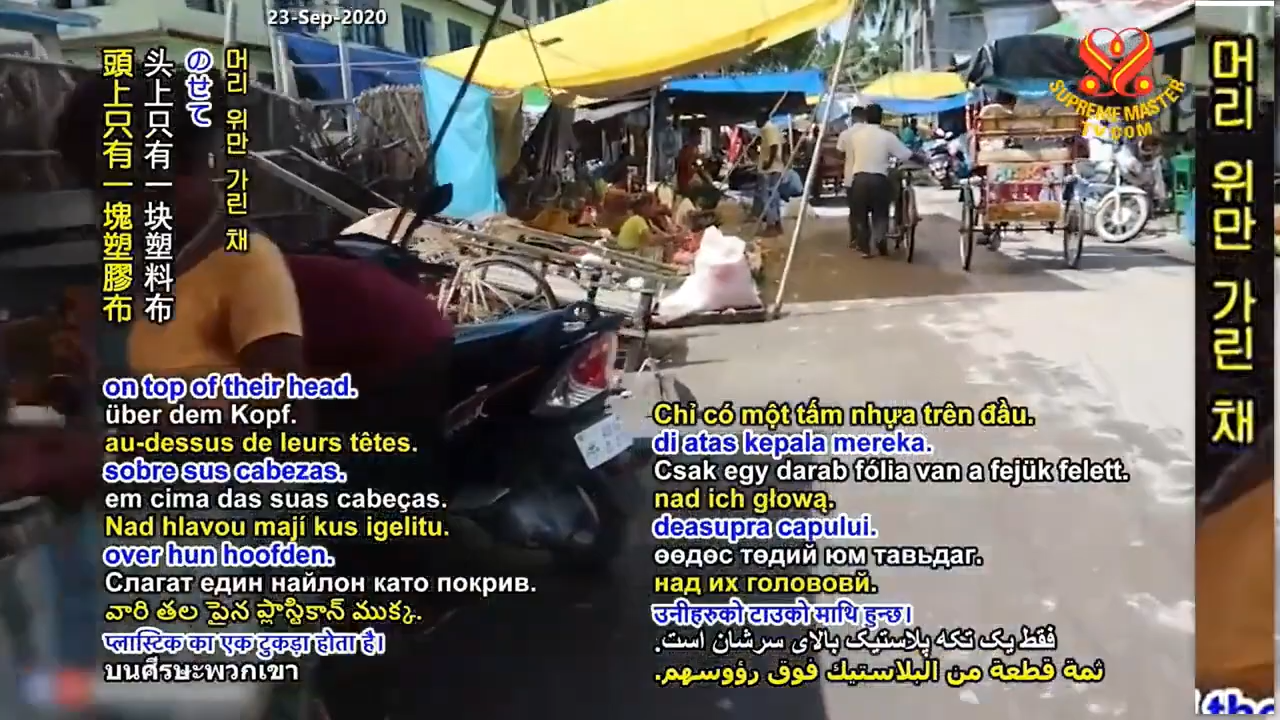 23-Sep-2020
SUPREME MASTER
TV.COM
머리 위만 가린 채
のせて
头上只有一块塑料布
頭上只有一塊塑膠布
머리 위만 가린 채
on top of their head.
über dem Kopf.
au-dessus de leurs têtes.
sobre sus cabezas.
em cima das suas cabeças.
Nad hlavou mají kus igelitu.
over hun hoofden.
Слагат един найлон като покрив.
వారి తల పైన ప్లాస్టికాన్ ముక్క.
प्लास्टिक का एक टुकड़ा होता है।
บนศีรษะพวกเขา
Chỉ có một tấm nhựa trên đầu.
di atas kepala mereka.
Csak egy darab fólia van a fejük felett.
nad ich głową.
deasupra capului.
өөдөс төдий юм тавьдаг.
над их головой.
उनीहरुको टाउको माथि हुन्छ।
فقط یک تکه پلاستیک بالای سرشان است.
ثمة قطعة من البلاستيك فوق رؤوسهم.